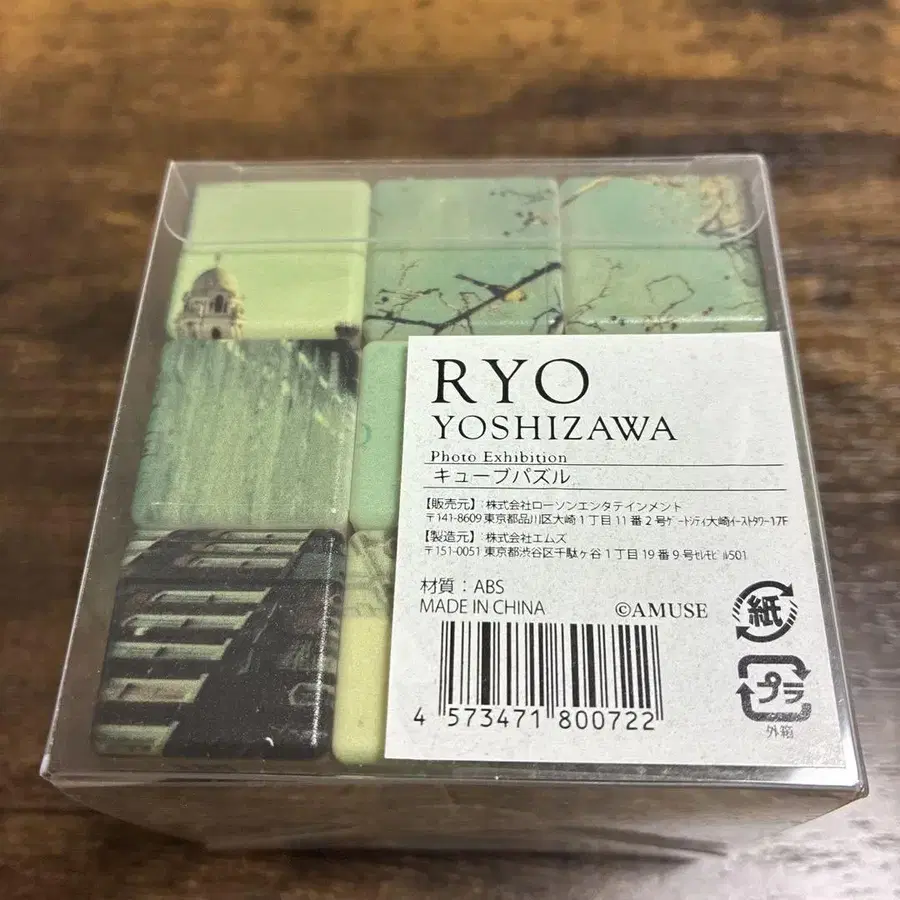 RYO
YOSHIZAWA
Photo Exhibition
キューブパズル
【販売元】:株式会社ローソンエンタテインメント
〒141-8609 東京都品川区大崎1丁目11番2号ゲートシティ大崎イーストタワー17F
【製造元】:株式会社エムズ
〒151-0051 東京都渋谷区千駄ヶ谷1丁目19番9号セレモビル501
材質:ABS
MADE IN CHINA ©AMUSE
紙
4 573471 800722
プラ
外箱